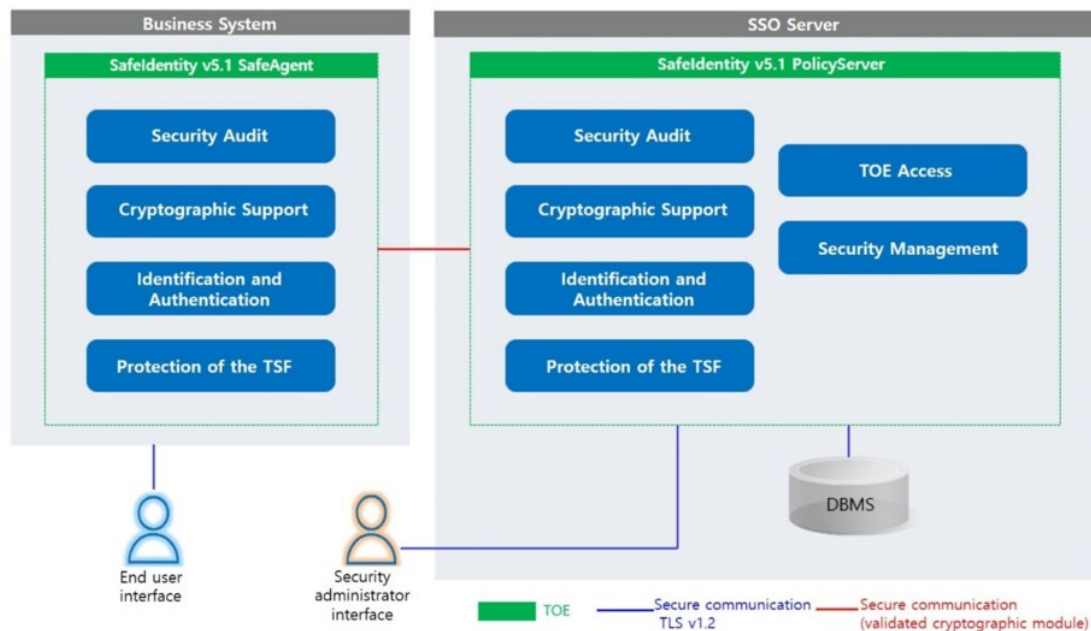 Business System
SafeIdentity v5.1 SafeAgent
Security Audit
Cryptographic Support
Identification and
Authentication
Protection of the TSF
SSO Server
SafeIdentity v5.1 PolicyServer
Security Audit
Cryptographic Support
Identification and
Authentication
Protection of the TSF
TOE Access
Security Management
DBMS
End user
interface
Security
administrator
interface
TOE
Secure communication
TLS v1.2
Secure communication
(validated cryptographic module)